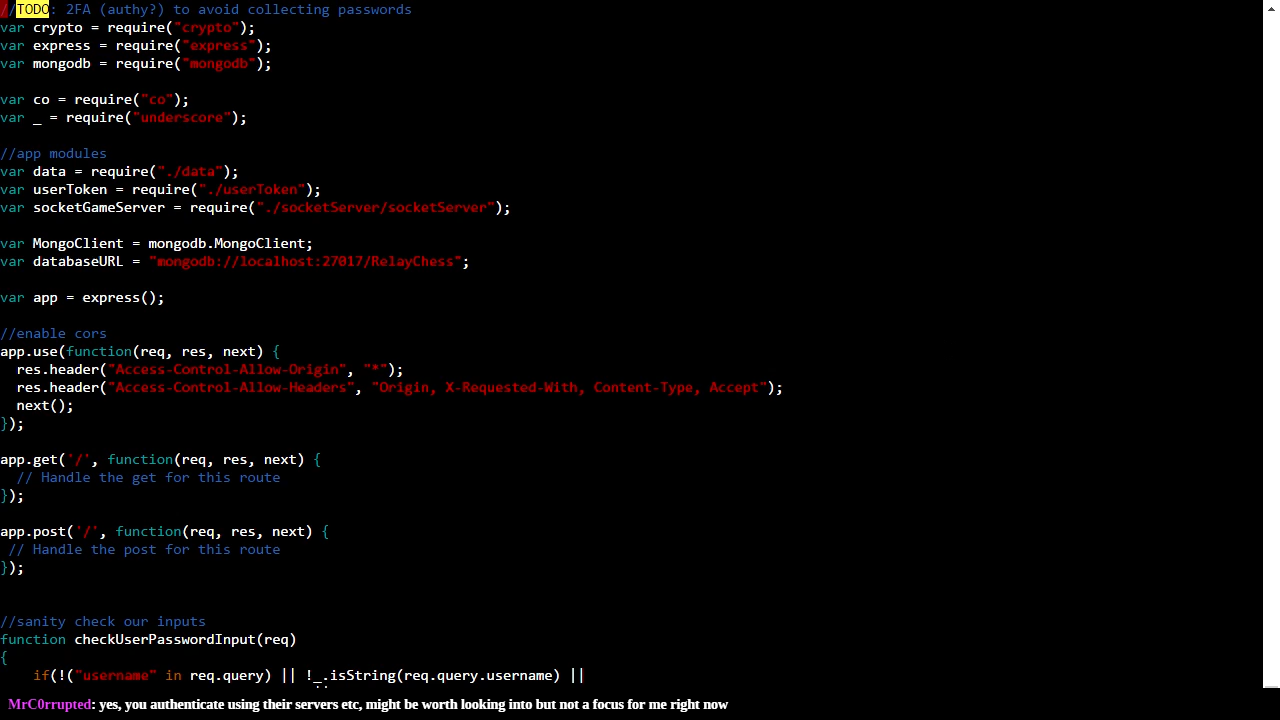 //TODO: 2FA (authy?) to avoid collecting passwords
var crypto = require("crypto");
var express = require("express");
var mongodb = require("mongodb");
var co = require("co");
var _ = require("underscore");
//app modules
var data = require("./data");
var userToken = require("./userToken");
var socketGameServer = require("./socketServer/socketServer");
var MongoClient = mongodb.MongoClient;
var databaseURL = "mongodb://localhost:27017/RelayChess";
var app = express();
//enable cors
app.use(function(req, res, next) {
  res.header("Access-Control-Allow-Origin", "*");
  res.header("Access-Control-Allow-Headers", "Origin, X-Requested-With, Content-Type, Accept");
  next();
});
app.get('/', function(req, res, next) {
  // Handle the get for this route
});
app.post('/', function(req, res, next) {
 // Handle the post for this route
});
//sanity check our inputs
function checkUserPasswordInput(req)
{
    if(!("username" in req.query) || !_.isString(req.query.username) ||
MrC0rrupted: yes, you authenticate using their servers etc, might be worth looking into but not a focus for me right now